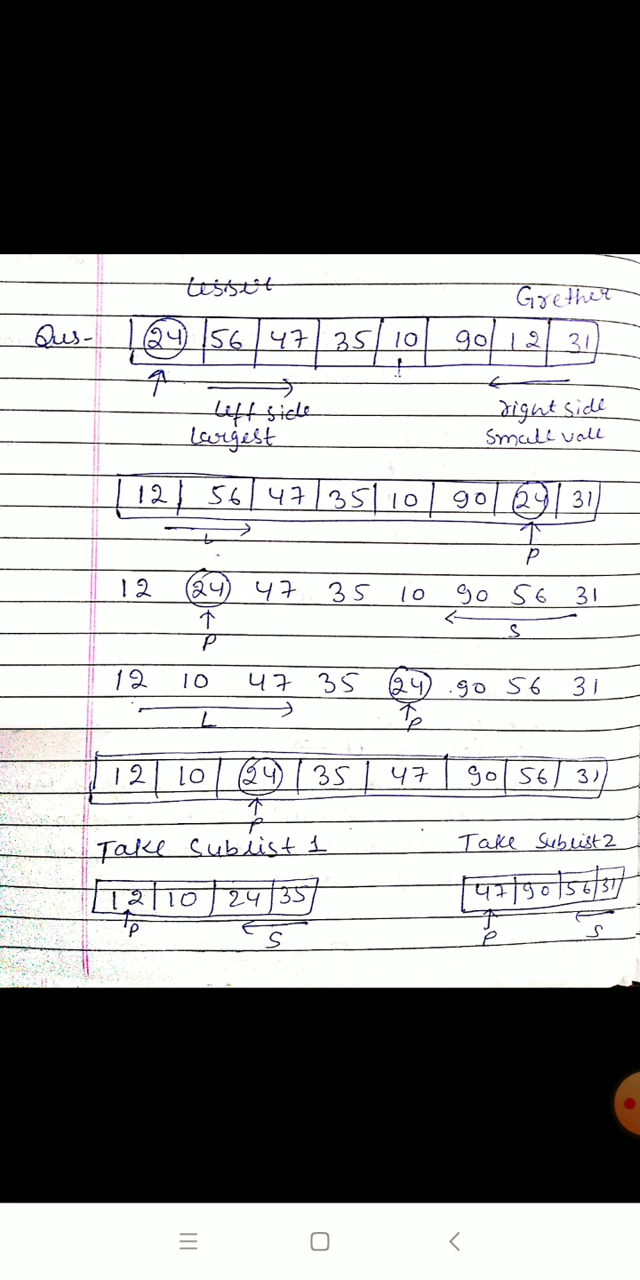 Lesser
Grether
Qus- 24 56 47 35 10 90 12 31
Left side right side
Largest small vall
12 56 47 35 10 90 24 31
L
P
12 24 47 35 10 90 56 31
P S
12 10 47 35 24 90 56 31
L P
12 10 24 35 47 90 56 31
P
Take Sublist 1 Take Sublist 2
12 10 24 35 47 90 56 31
P S P S